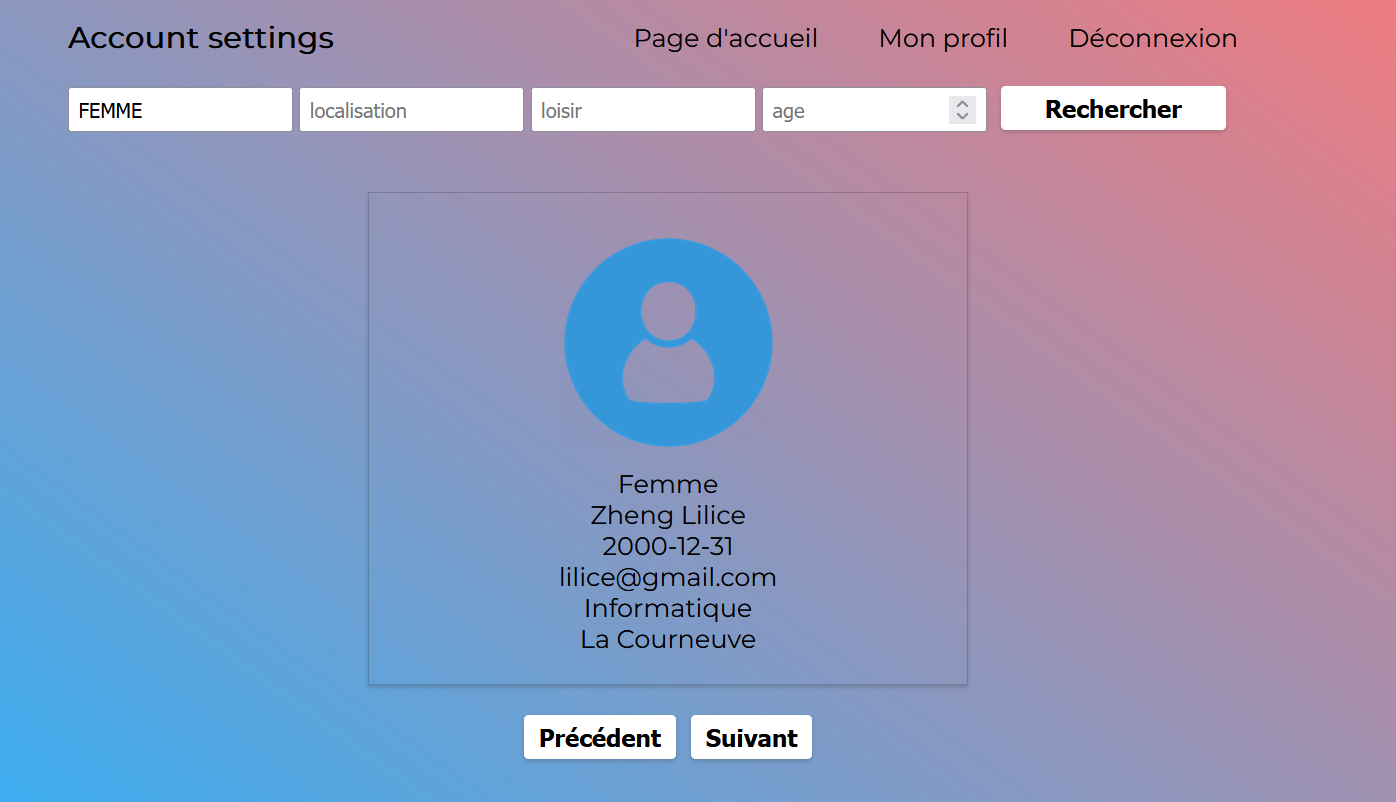 Account settings Page d'accueil Mon profil Déconnexion
FEMME localisation loisir age Rechercher
Femme
Zheng Lilice
2000-12-31
lilice@gmail.com
Informatique
La Courneuve
Précédent Suivant